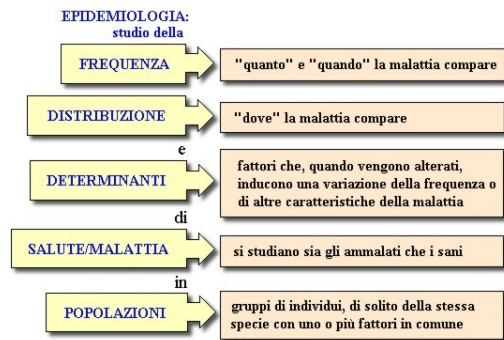 EPIDEMIOLOGIA:
studio della
FREQUENZA
"quanto" e "quando" la malattia compare
DISTRIBUZIONE
"dove" la malattia compare
e
DETERMINANTI
fattori che, quando vengono alterati,
inducono una variazione della frequenza o
di altre caratteristiche della malattia
di
SALUTE/MALATTIA
si studiano sia gli ammalati che i sani
in
POPOLAZIONI
gruppi di individui, di solito della stessa
specie con uno o più fattori in comune